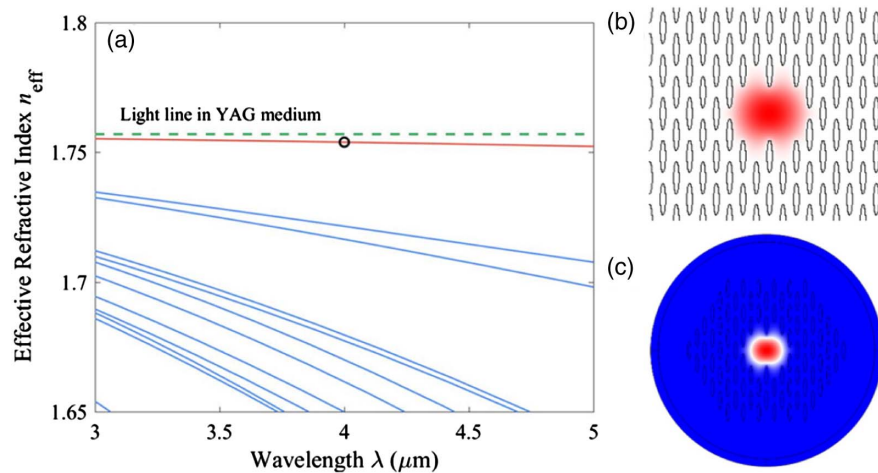 (a)
1.8
1.75
1.7
1.65
Effective Refractive Index n_eff
Light line in YAG medium
3
3.5
4
4.5
5
Wavelength λ (μm)
(b)
(c)